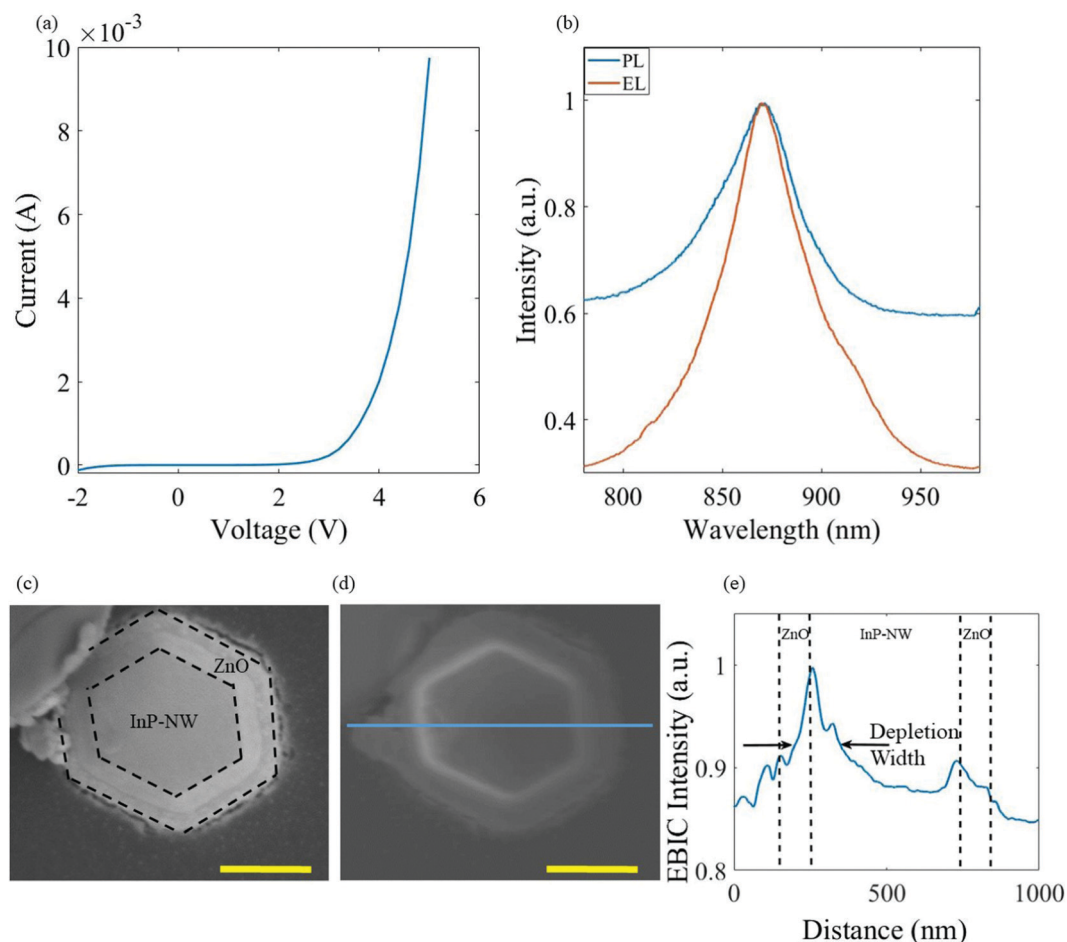 (a)
× 10⁻³
10
8
6
4
2
0
-2 0 2 4 6
Current (A)
Voltage (V)
(b)
PL
EL
1
0.8
0.6
0.4
800 850 900 950
Intensity (a.u.)
Wavelength (nm)
(c)
ZnO
InP-NW
(d)
(e)
ZnO InP-NW ZnO
Depletion
Width
1
0.9
0.8
0 500 1000
EBIC Intensity (a.u.)
Distance (nm)